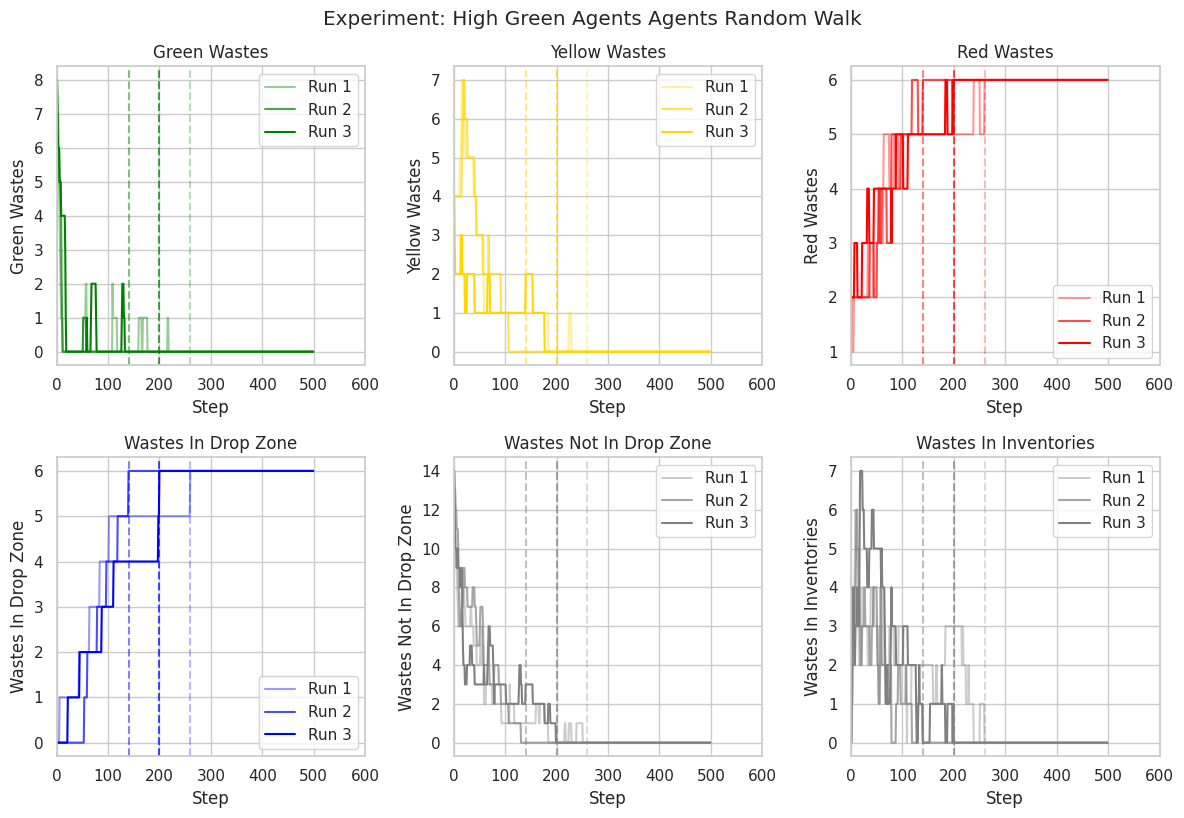 Experiment: High Green Agents Agents Random Walk
Green Wastes
Yellow Wastes
Red Wastes
Green Wastes
8
7
6
5
4
3
2
1
0
Run 1
Run 2
Run 3
0 100 200 300 400 500 600
Step
Yellow Wastes
7
6
5
4
3
2
1
0
Run 1
Run 2
Run 3
0 100 200 300 400 500 600
Step
Red Wastes
6
5
4
3
2
1
Run 1
Run 2
Run 3
0 100 200 300 400 500 600
Step
Wastes In Drop Zone
Wastes Not In Drop Zone
Wastes In Inventories
Wastes In Drop Zone
6
5
4
3
2
1
0
Run 1
Run 2
Run 3
0 100 200 300 400 500 600
Step
Wastes Not In Drop Zone
14
12
10
8
6
4
2
0
Run 1
Run 2
Run 3
0 100 200 300 400 500 600
Step
Wastes In Inventories
7
6
5
4
3
2
1
0
Run 1
Run 2
Run 3
0 100 200 300 400 500 600
Step